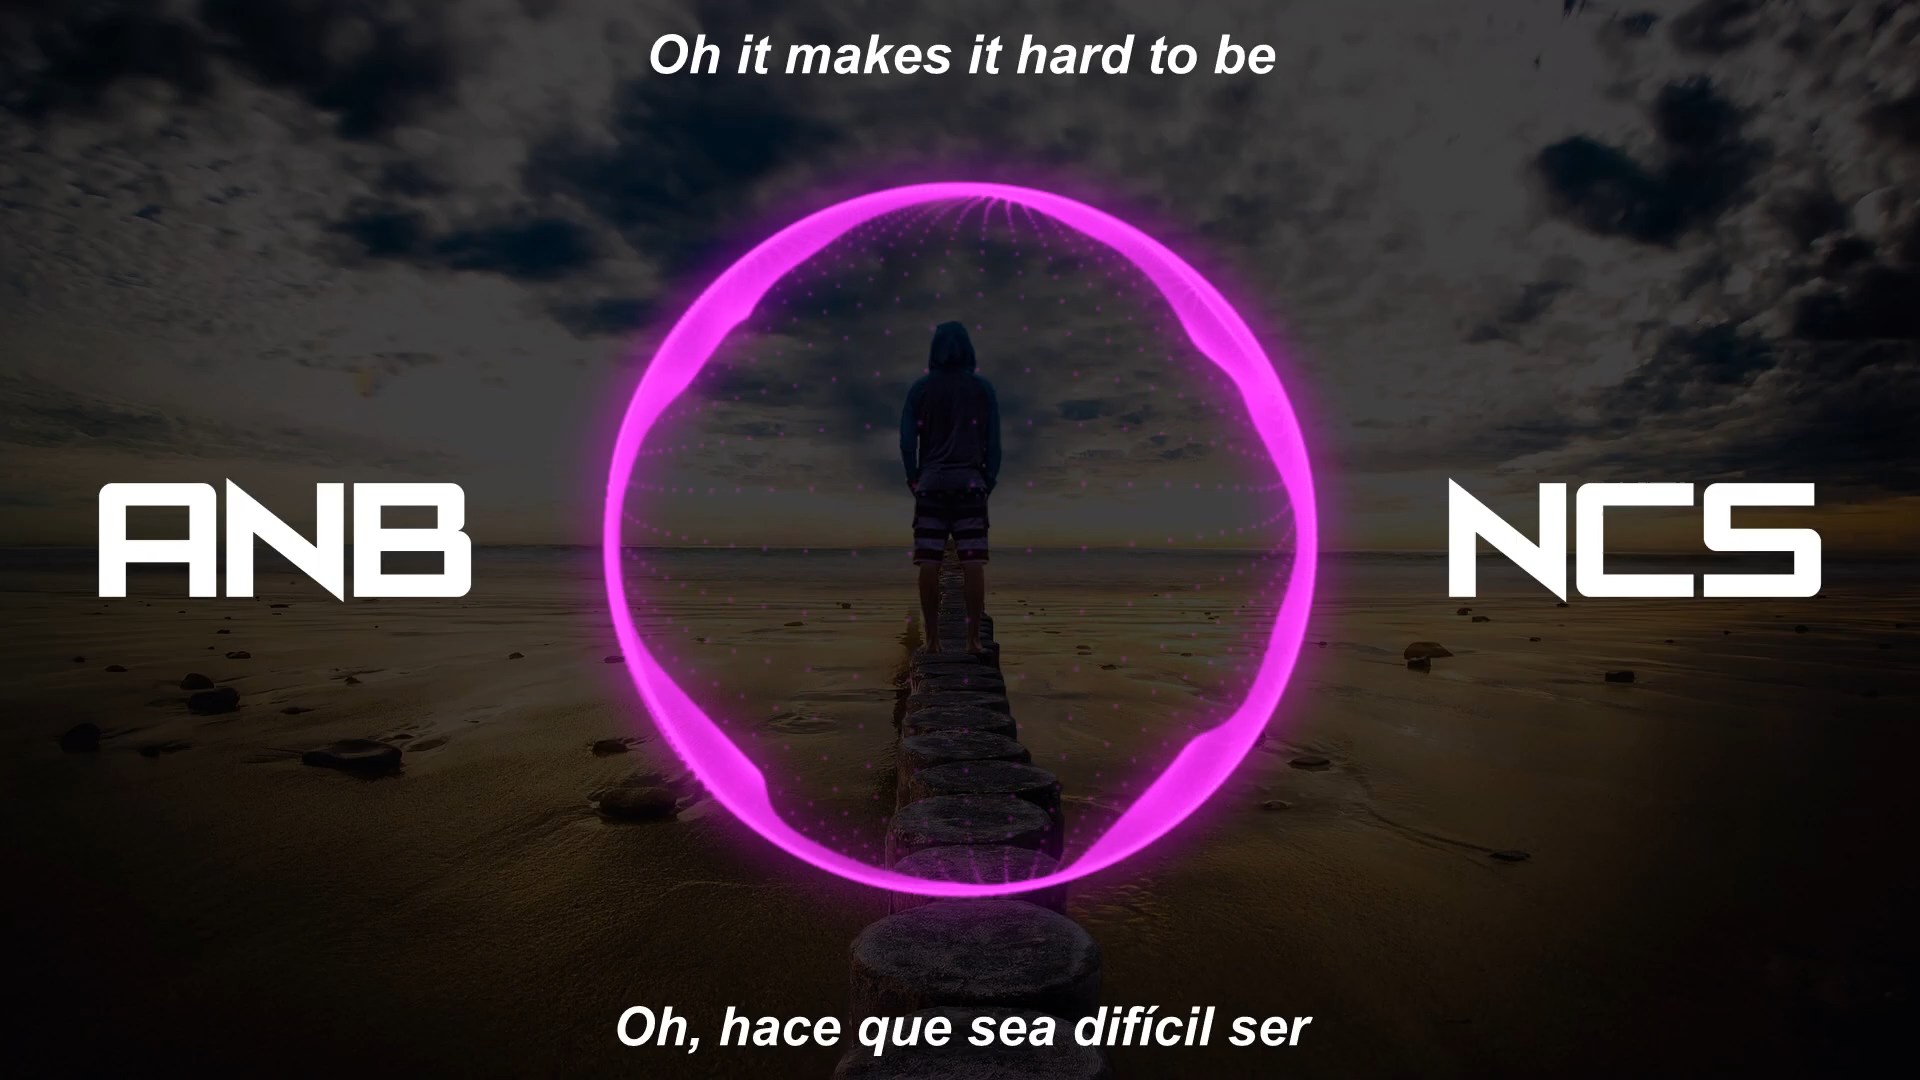 Oh it makes it hard to be
ANB
NCS
Oh, hace que sea difícil ser